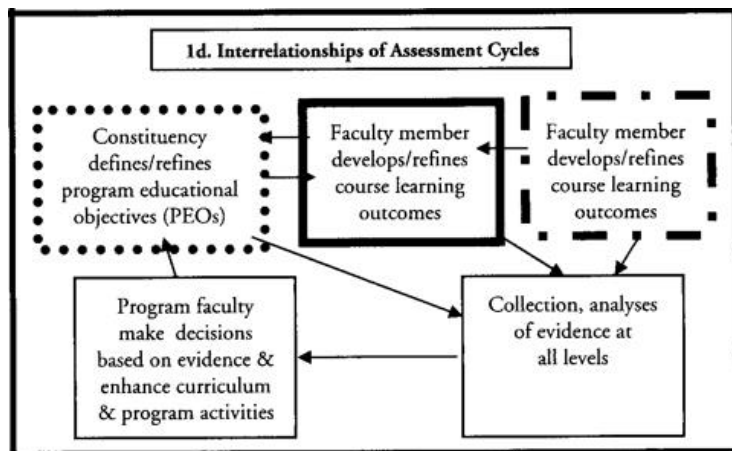 1d. Interrelationships of Assessment Cycles
Constituency
defines/refines
program educational
objectives (PEOs)
Faculty member
develops/refines
course learning
outcomes
Faculty member
develops/refines
course learning
outcomes
Program faculty
make decisions
based on evidence &
enhance curriculum
& program activities
Collection, analyses
of evidence at
all levels